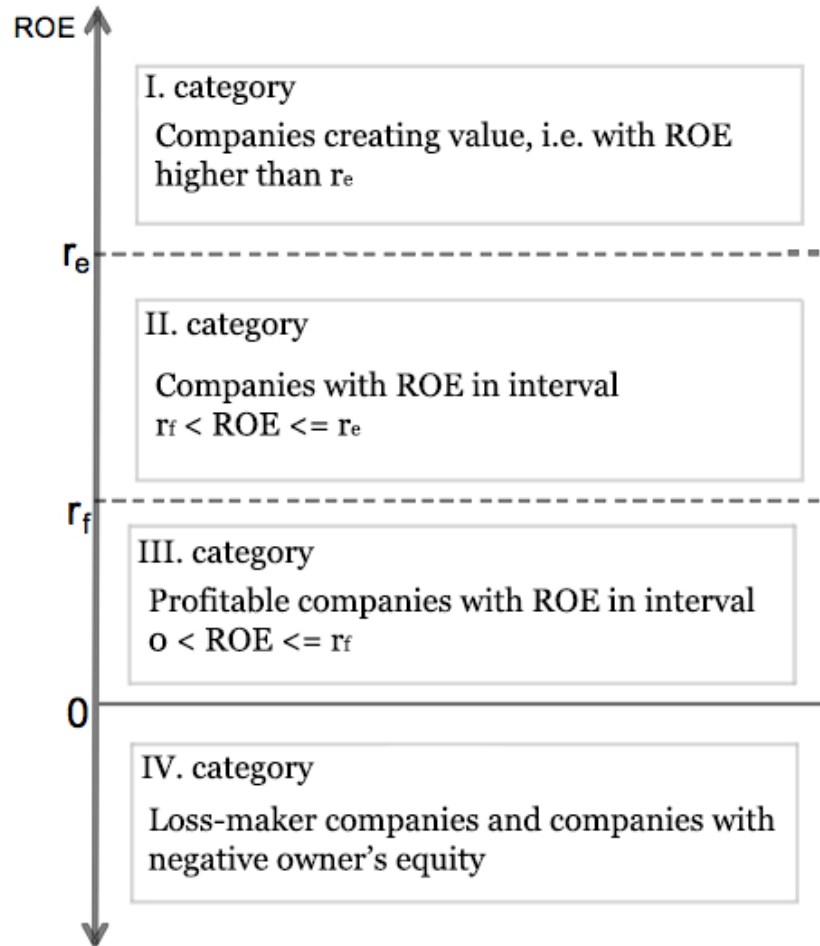 ROE
I. category
Companies creating value, i.e. with ROE
higher than re
re
II. category
Companies with ROE in interval
rf < ROE <= re
rf
III. category
Profitable companies with ROE in interval
0 < ROE <= rf
0
IV. category
Loss-maker companies and companies with
negative owner's equity